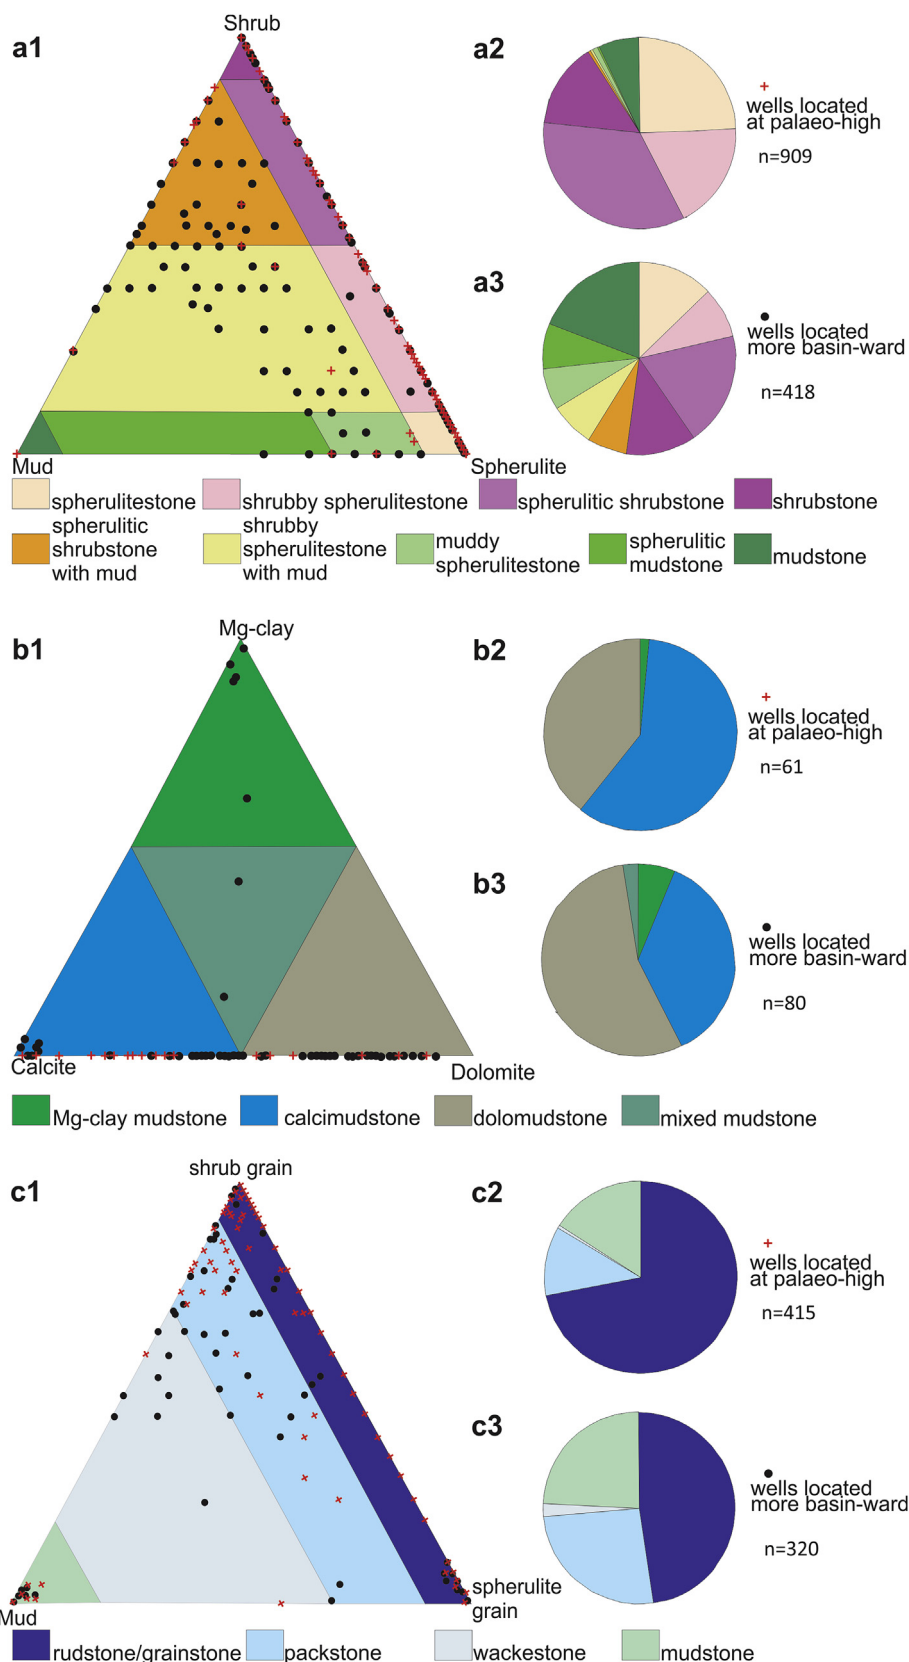 a1
Shrub
Mud
Spherulite
a2
wells located
at palaeo-high
n=909
a3
wells located
more basin-ward
n=418
spherulitestone
shrubby spherulitestone
spherulitic shrubstone
shrubstone
spherulitic
shrubstone
with mud
shrubby
spherulitestone
with mud
muddy
spherulitestone
spherulitic
mudstone
mudstone
b1
Mg-clay
Calcite
Dolomite
b2
wells located
at palaeo-high
n=61
b3
wells located
more basin-ward
n=80
Mg-clay mudstone
calcimudstone
dolomudstone
mixed mudstone
c1
shrub grain
Mud
spherulite
grain
c2
wells located
at palaeo-high
n=415
c3
wells located
more basin-ward
n=320
rudstone/grainstone
packstone
wackestone
mudstone